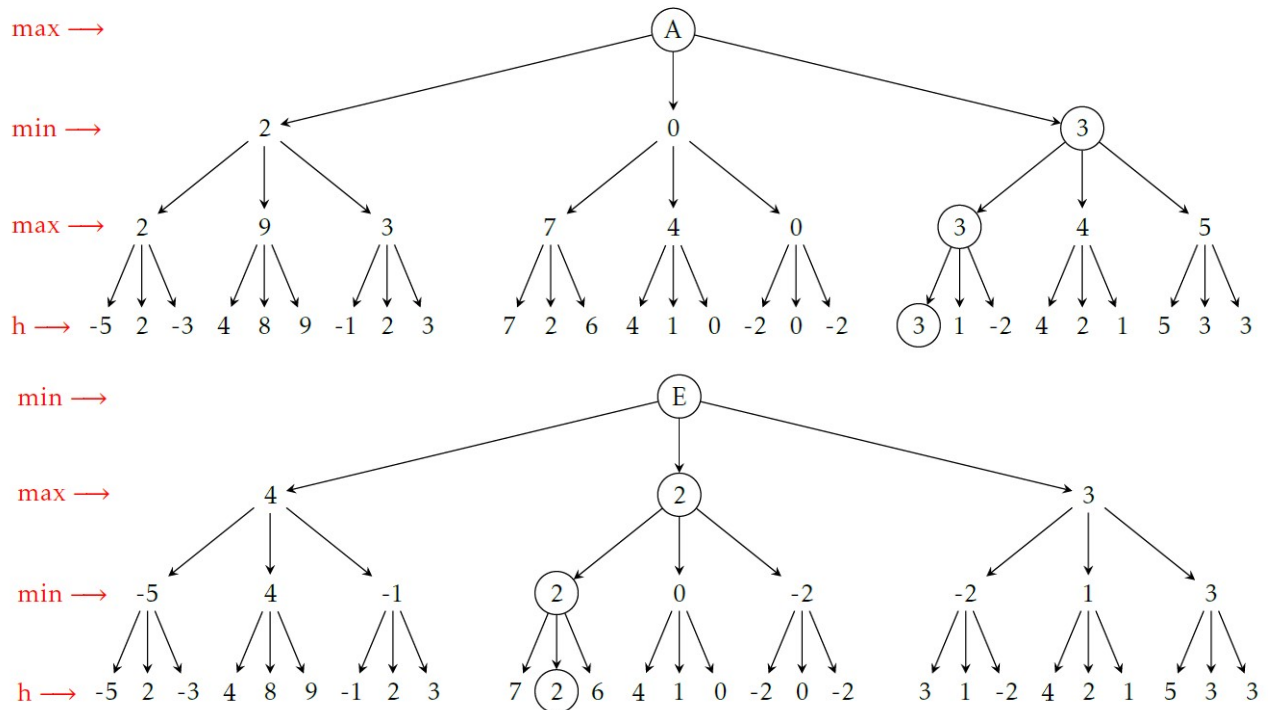 max ⟶ A
min ⟶ 2 0 3
max ⟶ 2 9 3 7 4 0 3 4 5
h ⟶ -5 2 -3 4 8 9 -1 2 3 7 2 6 4 1 0 -2 0 -2 3 1 -2 4 2 1 5 3 3
min ⟶ E
max ⟶ 4 2 3
min ⟶ -5 4 -1 2 0 -2 -2 1 3
h ⟶ -5 2 -3 4 8 9 -1 2 3 7 2 6 4 1 0 -2 0 -2 3 1 -2 4 2 1 5 3 3